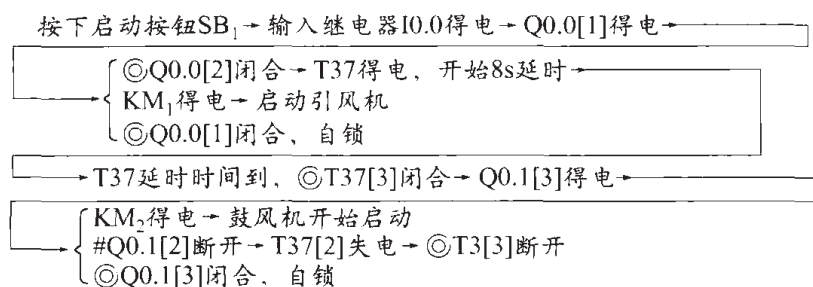 按下启动按钮SB₁→输入继电器I0.0得电→Q0.0[1]得电→
◎Q0.0[2]闭合→T37得电，开始8s延时→
KM₁得电→启动引风机
◎Q0.0[1]闭合、自锁
T37延时时间到，◎T37[3]闭合→Q0.1[3]得电→
KM₂得电→鼓风机开始启动
#Q0.1[2]断开→T37[2]失电→◎T3[3]断开
◎Q0.1[3]闭合、自锁